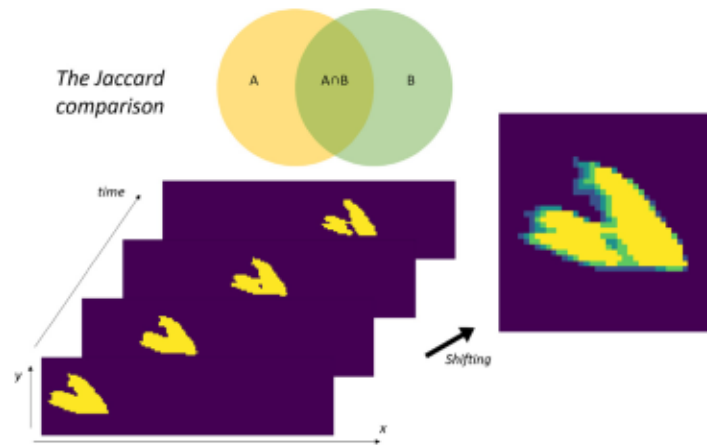 The Jaccard
comparison
A
A∩B
B
time
y
x
Shifting